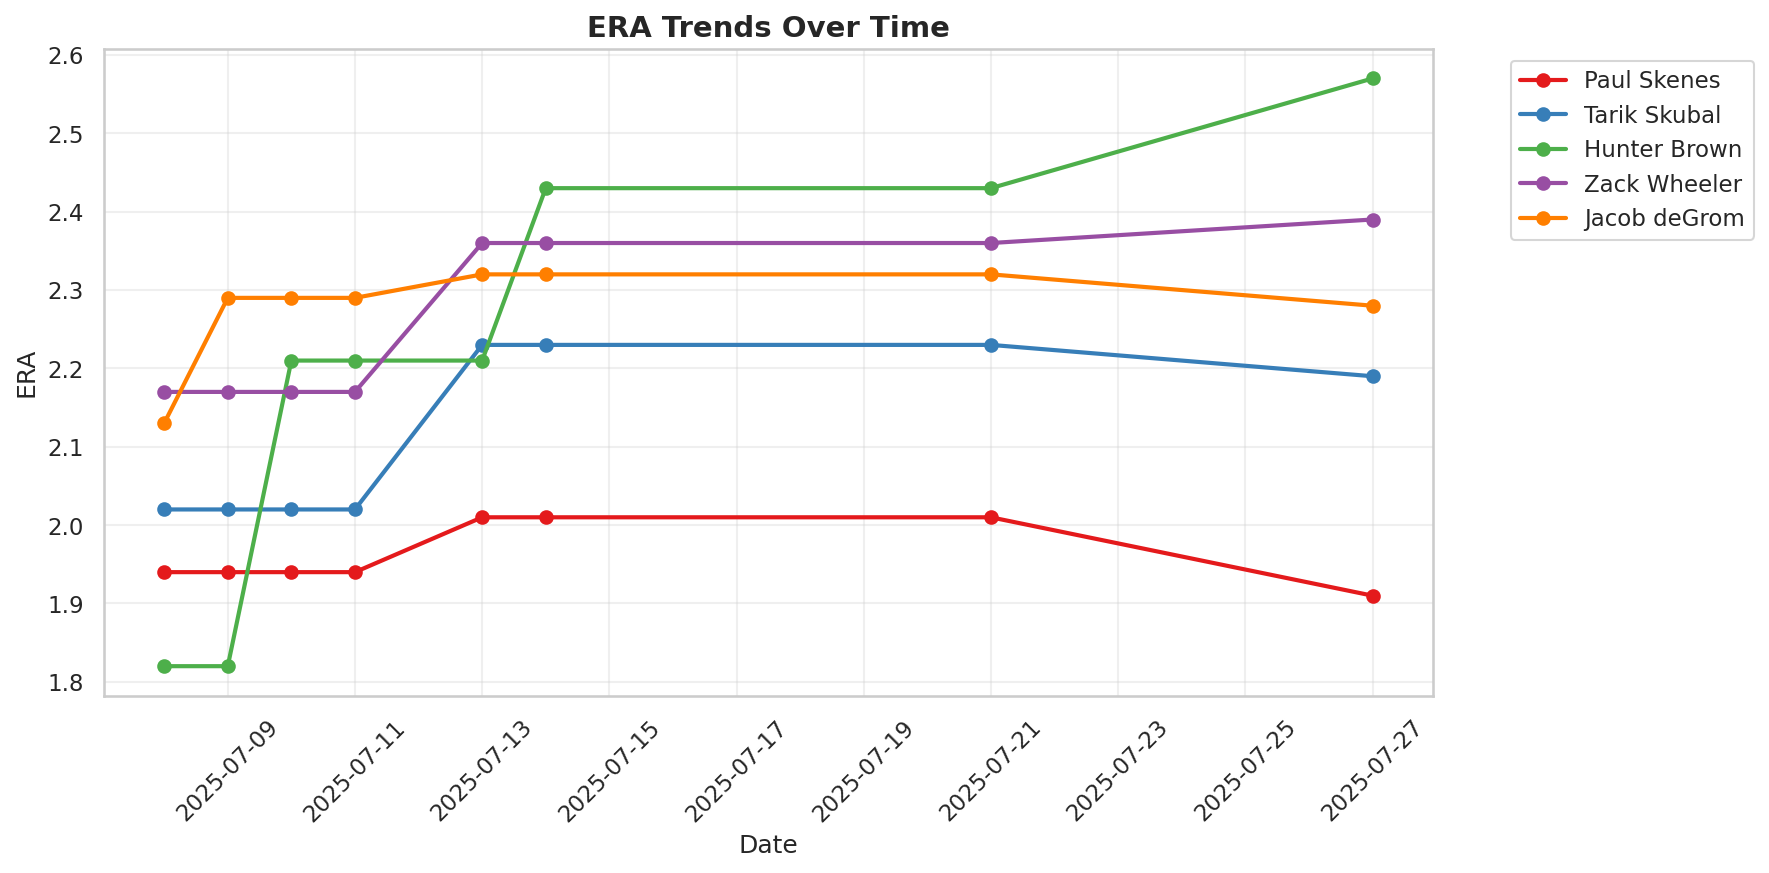 ERA Trends Over Time
ERA
2.6
2.5
2.4
2.3
2.2
2.1
2.0
1.9
1.8
2025-07-09
2025-07-11
2025-07-13
2025-07-15
2025-07-17
2025-07-19
2025-07-21
2025-07-23
2025-07-25
2025-07-27
Date
Paul Skenes
Tarik Skubal
Hunter Brown
Zack Wheeler
Jacob deGrom